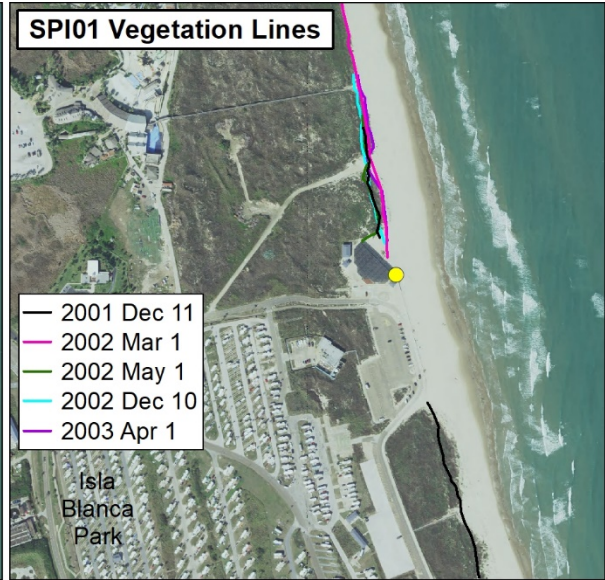 SPI01 Vegetation Lines
2001 Dec 11
2002 Mar 1
2002 May 1
2002 Dec 10
2003 Apr 1
Isla
Blanca
Park